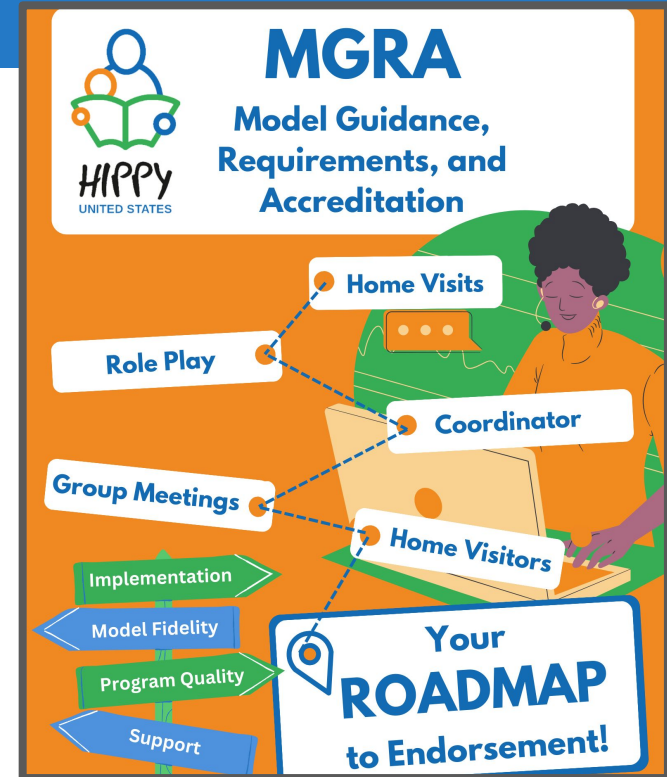 HIPPY
UNITED STATES
MGRA
Model Guidance,
Requirements, and
Accreditation
Home Visits
Role Play
Coordinator
Group Meetings
Home Visitors
Implementation
Model Fidelity
Program Quality
Support
Your
ROADMAP
to Endorsement!